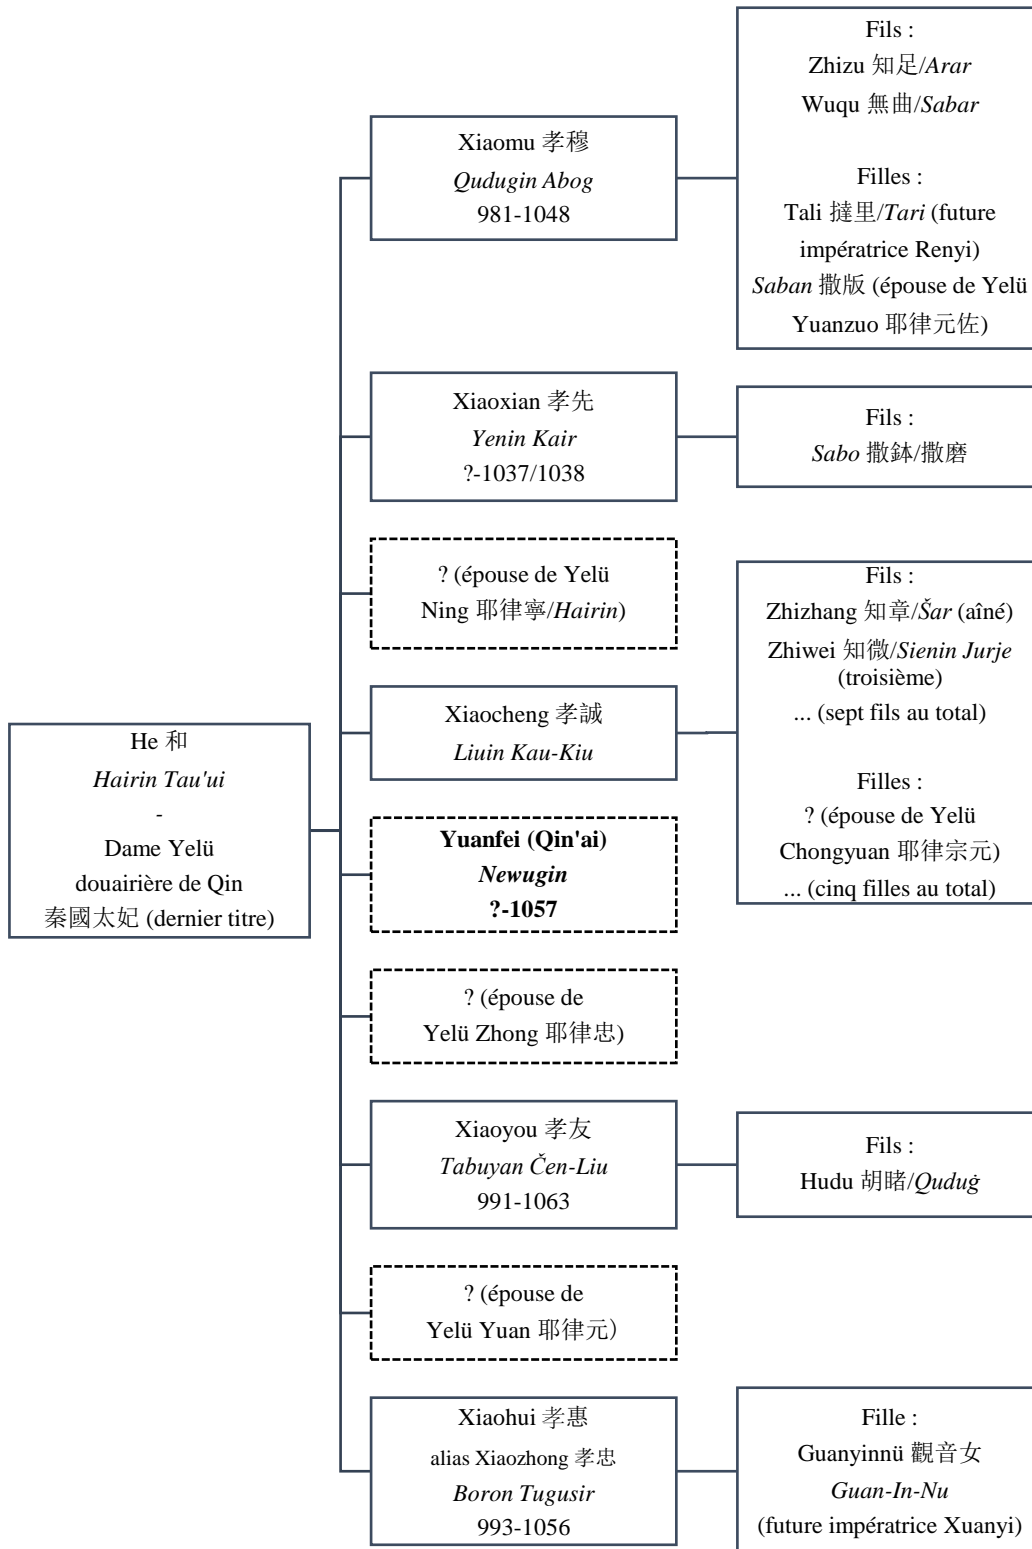 He 和
Hairin Tau'ui
-
Dame Yelü
douairière de Qin
秦國太妃 (dernier titre)
Xiaomu 孝穆
Qudugin Abog
981-1048
Fils :
Zhizu 知足/Arar
Wuqu 無曲/Sabar
Filles :
Tali 撻里/Tari (future
impératrice Renyi)
Saban 撒版 (épouse de Yelü
Yuanzuo 耶律元佐)
Xiaoxian 孝先
Yenin Kair
?-1037/1038
Fils :
Sabo 撒鉢/撒磨
? (épouse de Yelü
Ning 耶律寧/Hairin)
Xiaocheng 孝誠
Liuin Kau-Kiu
Fils :
Zhizhang 知章/Šar (aîné)
Zhiwei 知微/Sienin Jurje
(troisième)
... (sept fils au total)
Filles :
? (épouse de Yelü
Chongyuan 耶律宗元)
... (cinq filles au total)
Yuanfei (Qin'ai)
Newugin
?-1057
? (épouse de
Yelü Zhong 耶律忠)
Xiaoyou 孝友
Tabuyan Čen-Liu
991-1063
Fils :
Hudu 胡睹/Quduġ
? (épouse de
Yelü Yuan 耶律元）
Xiaohui 孝惠
alias Xiaozhong 孝忠
Boron Tugusir
993-1056
Fille :
Guanyinnü 觀音女
Guan-In-Nu
(future impératrice Xuanyi)